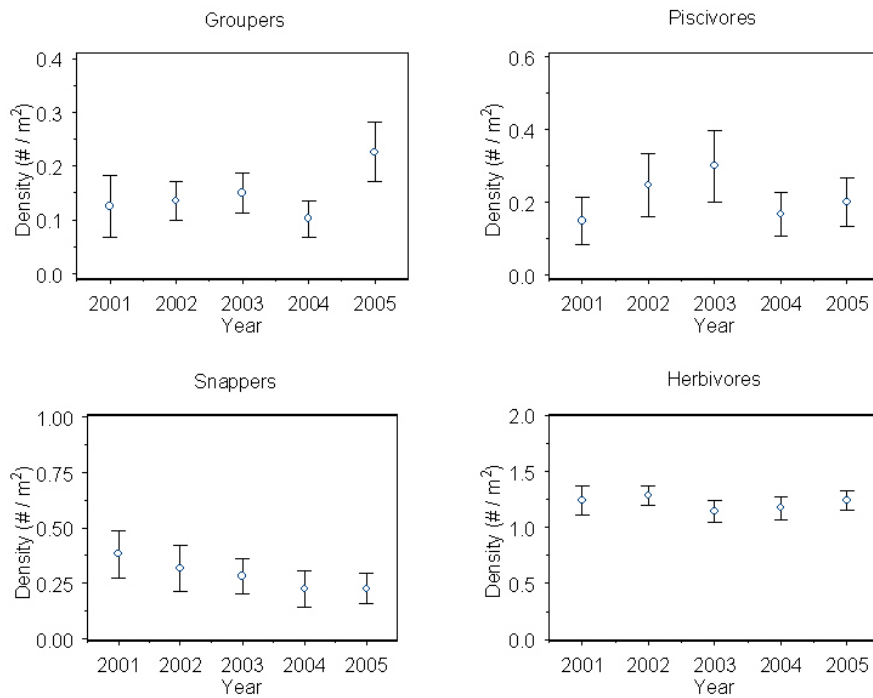 Groupers
Density (# / m²)
0.4
0.3
0.2
0.1
0.0
2001 2002 2003 2004 2005
Year
Piscivores
Density (# / m²)
0.6
0.4
0.2
0.0
2001 2002 2003 2004 2005
Year
Snappers
Density (# / m²)
1.00
0.75
0.50
0.25
0.00
2001 2002 2003 2004 2005
Year
Herbivores
Density (# / m²)
2.0
1.5
1.0
0.5
0.0
2001 2002 2003 2004 2005
Year